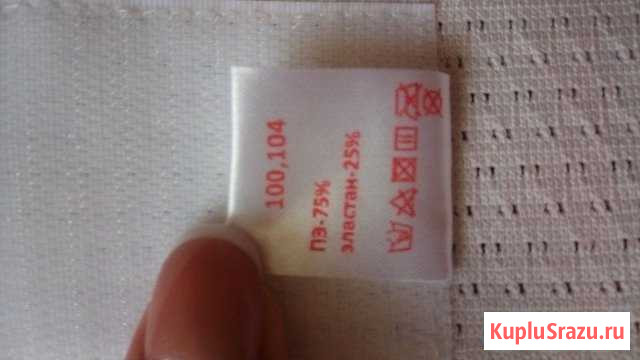 100,104
ПЭ-75%
эластан-25%
KupluSrazu.ru